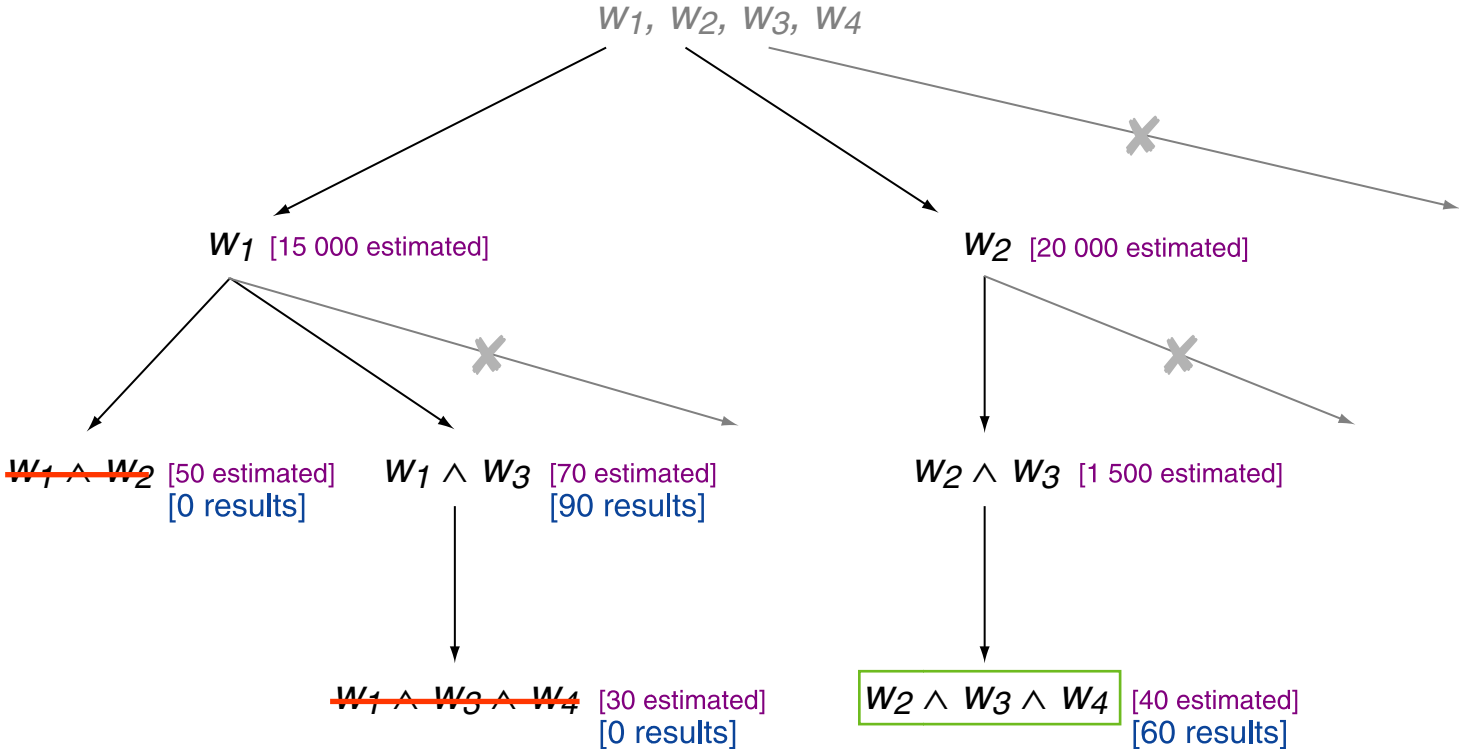 w1, w2, w3, w4
w1 [15 000 estimated]
w2 [20 000 estimated]
w1 ∧ w2 [50 estimated]
[0 results]
w1 ∧ w3 [70 estimated]
[90 results]
w2 ∧ w3 [1 500 estimated]
w1 ∧ w3 ∧ w4 [30 estimated]
[0 results]
w2 ∧ w3 ∧ w4 [40 estimated]
[60 results]